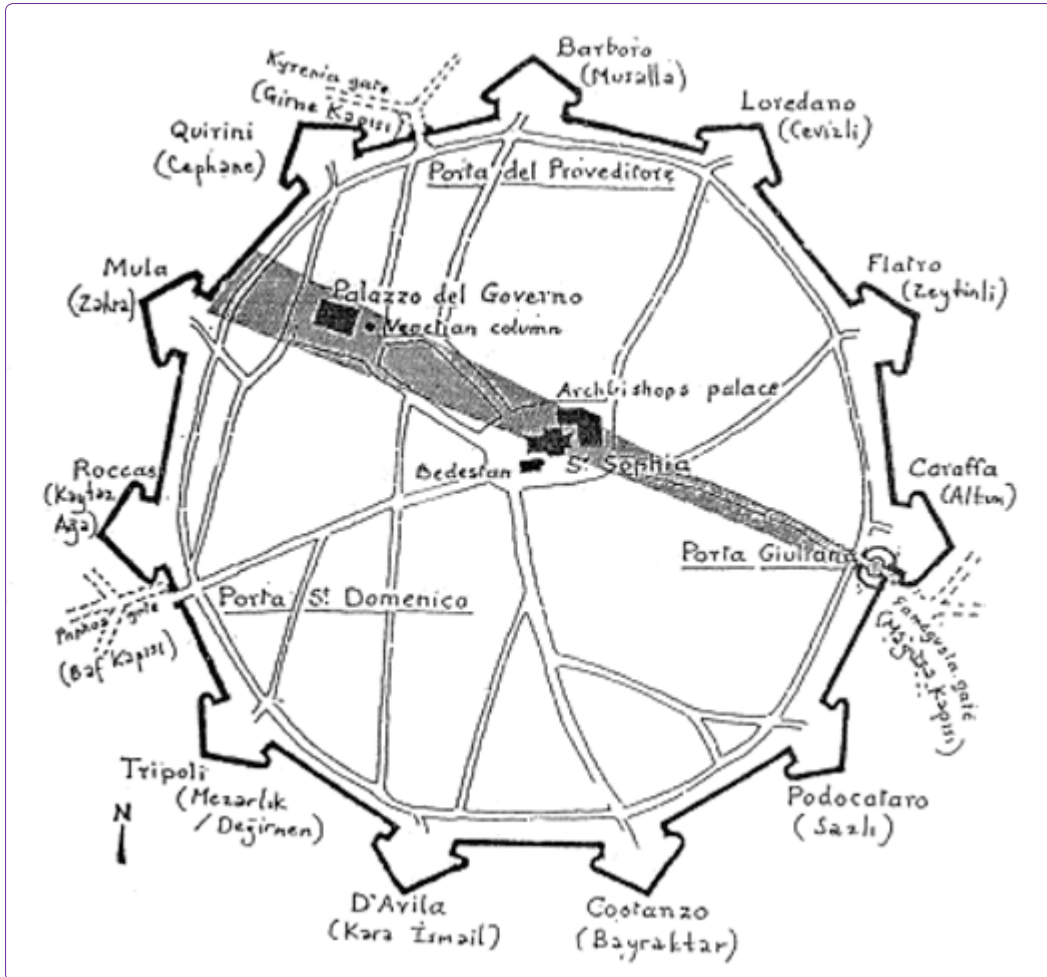 Barboro
(Musalla)
Kyrenia gate
(Girne Kapısı)
Loredano
(Cevizli)
Quirini
(Cephane)
Porta del Proveditore
Mula
(Zahra)
Flatro
(Zeytinli)
Palazzo del Governo
Venetian column
Archbishops palace
Bedestan
St Sophia
Roccas
(Kaytaz
Ağa)
Caraffa
(Altun)
Porta Giuliana
Porta St Domenico
Paphos gate
(Baf Kapısı)
Famagusta gate
(Mağusa Kapısı)
Tripoli
(Mezarlık
/ Değirmen)
N
Podocataro
(Sazlı)
D'Avila
(Kara İsmail)
Costanzo
(Bayraktar)